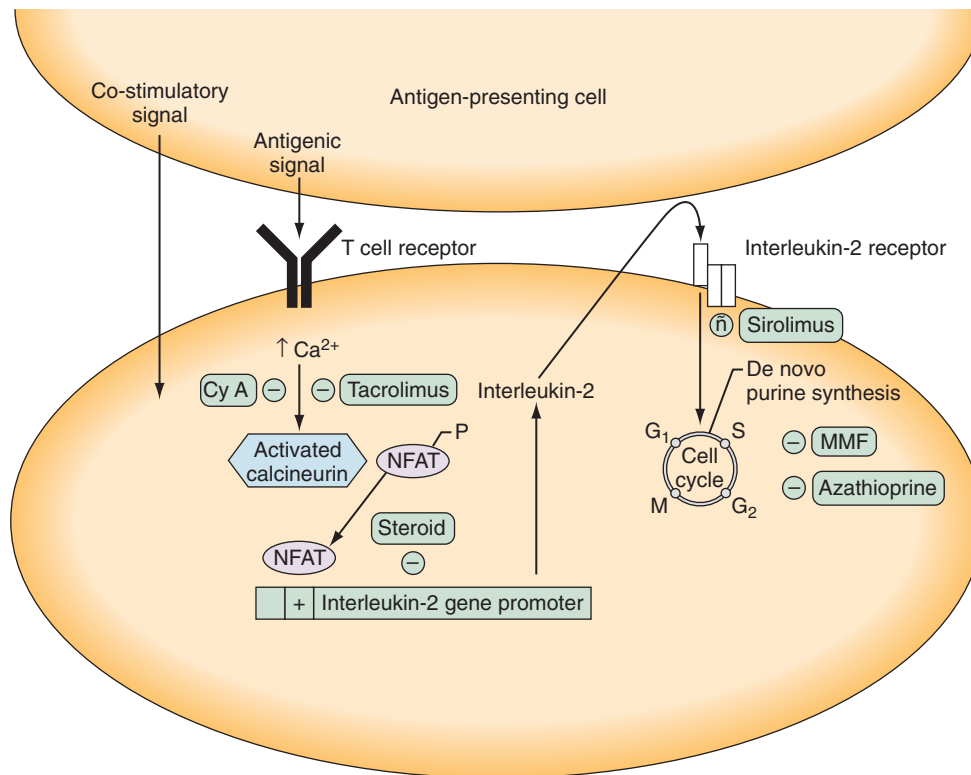 Co-stimulatory
signal
Antigen-presenting cell
Antigenic
signal
T cell receptor
Interleukin-2 receptor
ñ
Sirolimus
↑ Ca²⁺
Cy A
−
−
Tacrolimus
Interleukin-2
De novo
purine synthesis
Activated
calcineurin
P
NFAT
G₁
S
Cell
cycle
M
G₂
−
MMF
−
Azathioprine
Steroid
−
NFAT
+
Interleukin-2 gene promoter